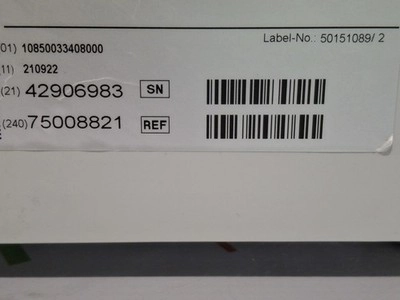 Label-No.: 50151089/ 2
(01) 10850033408000
(11) 210922
(21) 42906983 SN
(240) 75008821 REF